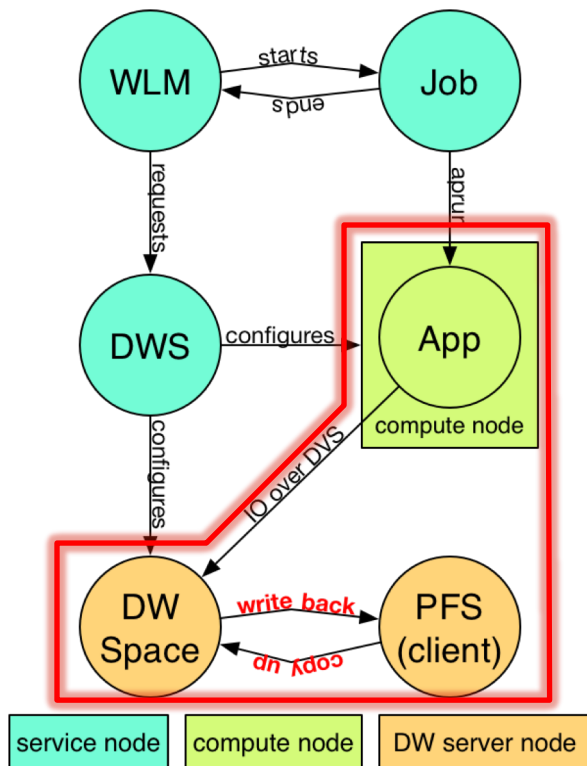 WLM
starts
ends
Job
requests
aprun
DWS
configures
App
compute node
configures
IO over DVS
DW
Space
write back
copy up
PFS
(client)
service node
compute node
DW server node